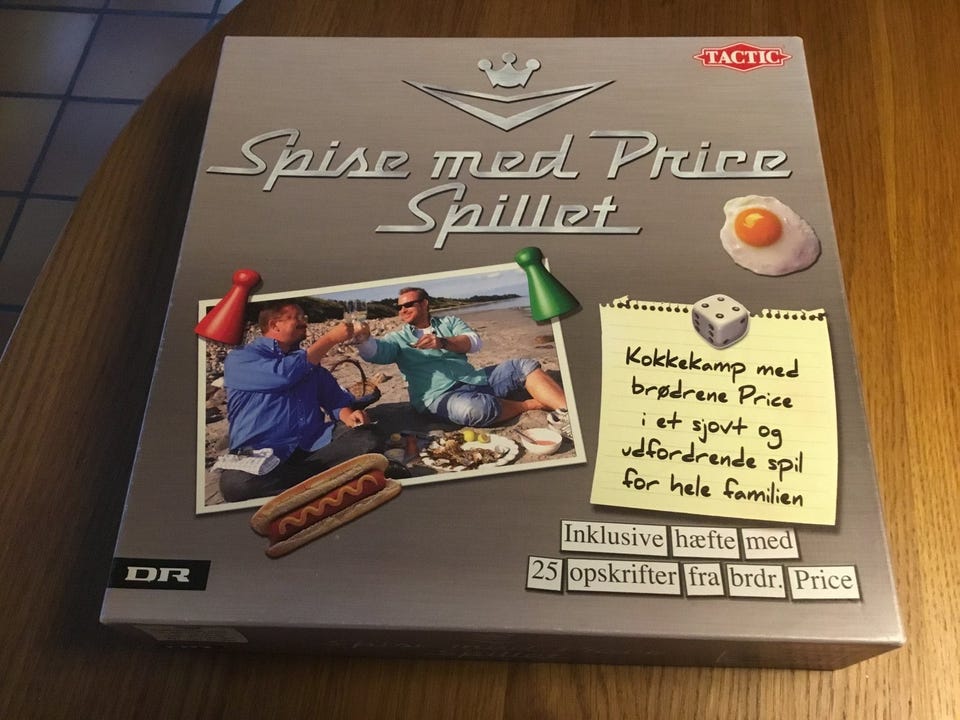 TACTIC
Spise med Price
Spillet
Kokkekamp med
brødrene Price
i et sjovt og
udfordrende spil
for hele familien
Inklusive hæfte med
25 opskrifter fra brdr. Price
DR